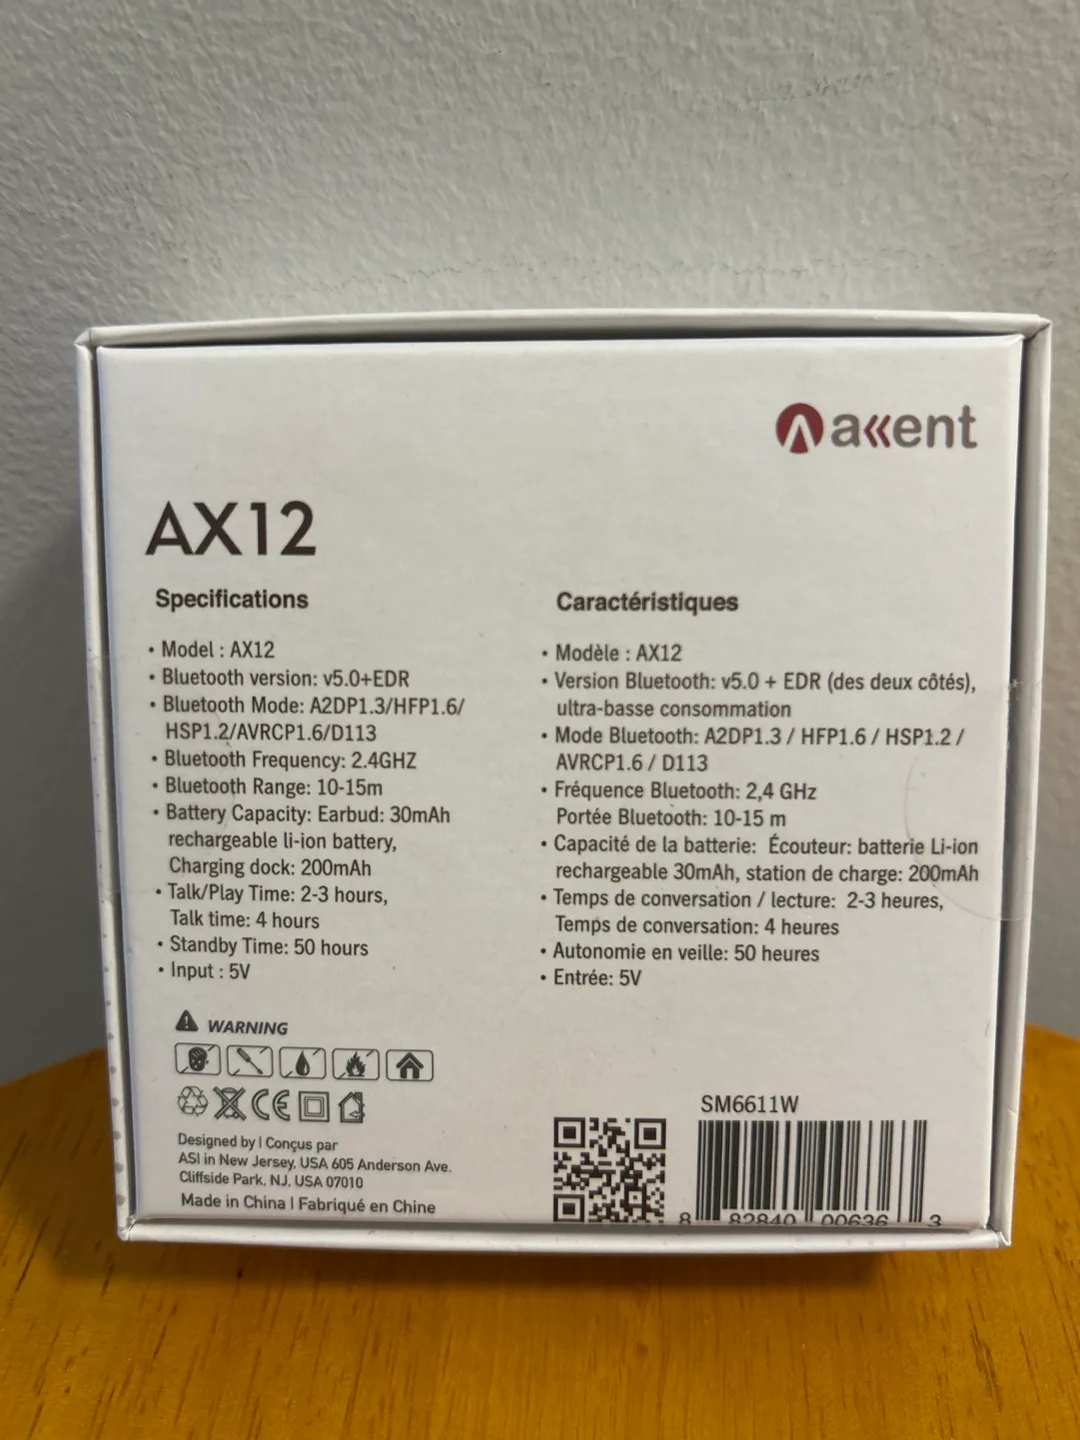 a‹‹ent
AX12
Specifications
• Model : AX12
• Bluetooth version: v5.0+EDR
• Bluetooth Mode: A2DP1.3/HFP1.6/
HSP1.2/AVRCP1.6/D113
• Bluetooth Frequency: 2.4GHZ
• Bluetooth Range: 10-15m
• Battery Capacity: Earbud: 30mAh
rechargeable li-ion battery,
Charging dock: 200mAh
• Talk/Play Time: 2-3 hours,
Talk time: 4 hours
• Standby Time: 50 hours
• Input : 5V
Caractéristiques
• Modèle : AX12
• Version Bluetooth: v5.0 + EDR (des deux côtés),
ultra-basse consommation
• Mode Bluetooth: A2DP1.3 / HFP1.6 / HSP1.2 /
AVRCP1.6 / D113
• Fréquence Bluetooth: 2,4 GHz
Portée Bluetooth: 10-15 m
• Capacité de la batterie: Écouteur: batterie Li-ion
rechargeable 30mAh, station de charge: 200mAh
• Temps de conversation / lecture: 2-3 heures,
Temps de conversation: 4 heures
• Autonomie en veille: 50 heures
• Entrée: 5V
WARNING
CE
Designed by | Conçus par
ASI in New Jersey, USA 605 Anderson Ave.
Cliffside Park, NJ, USA 07010
Made in China | Fabriqué en Chine
SM6611W
8 82840 00636 3